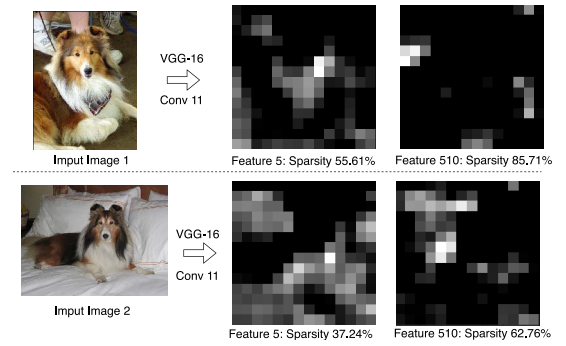 VGG-16
Conv 11
Imput Image 1
Feature 5: Sparsity 55.61%
Feature 510: Sparsity 85.71%
VGG-16
Conv 11
Imput Image 2
Feature 5: Sparsity 37.24%
Feature 510: Sparsity 62.76%